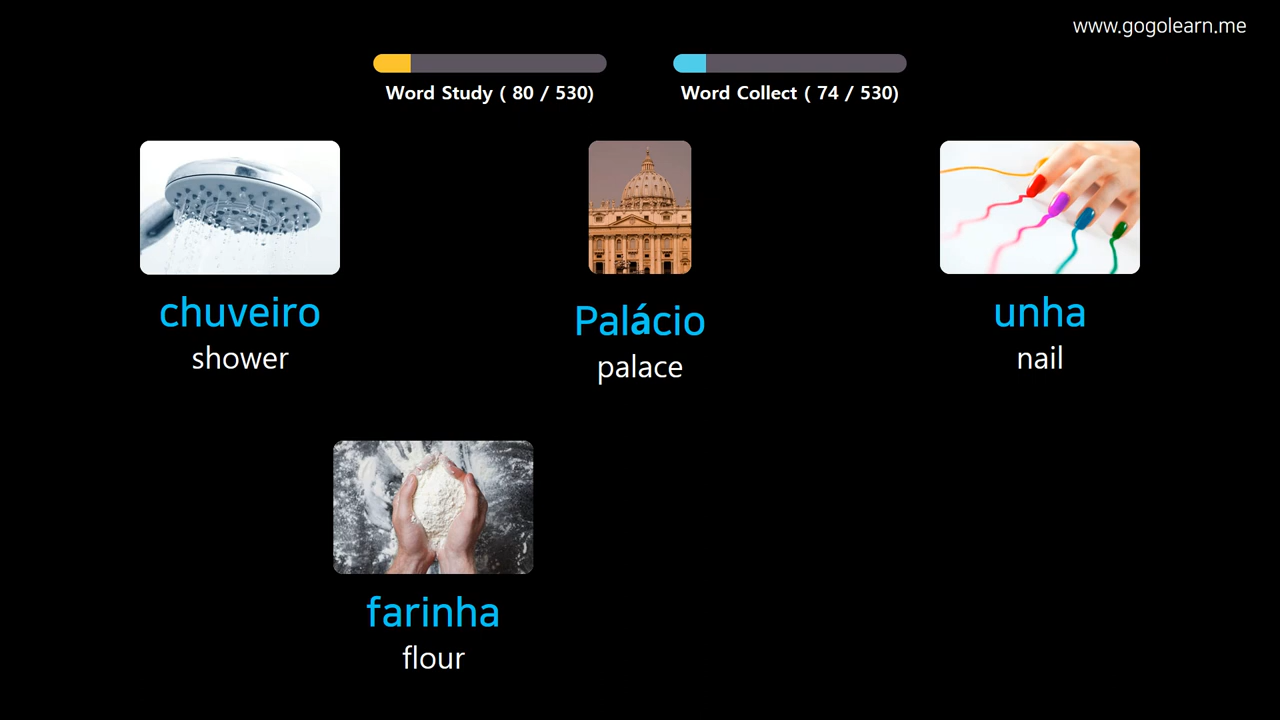 www.gogolearn.me
Word Study ( 80 / 530)
Word Collect ( 74 / 530)
chuveiro
shower
Palácio
palace
unha
nail
farinha
flour